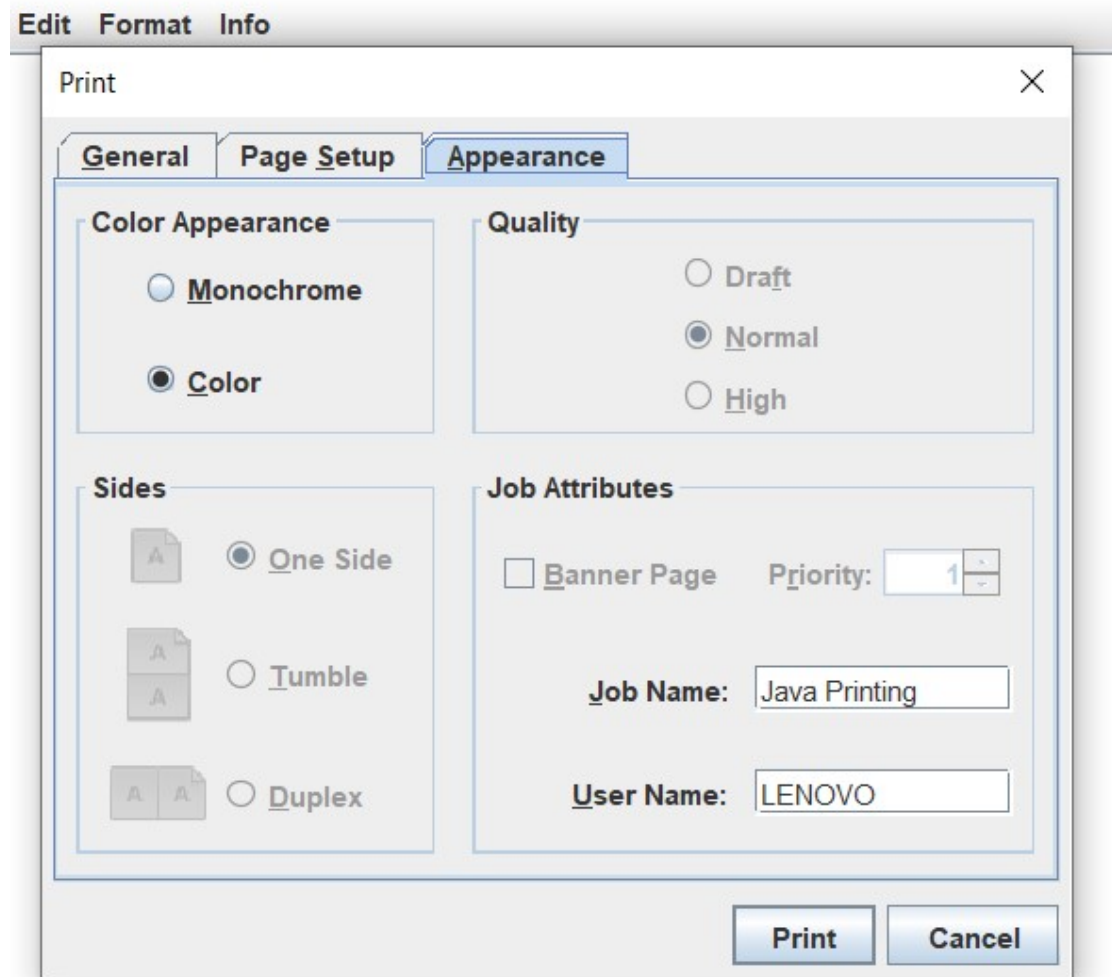 Edit Format Info
Print
General Page Setup Appearance
Color Appearance
Monochrome
Color
Quality
Draft
Normal
High
Sides
A One Side
A
A Tumble
A A Duplex
Job Attributes
Banner Page Priority: 1
Job Name: Java Printing
User Name: LENOVO
Print Cancel